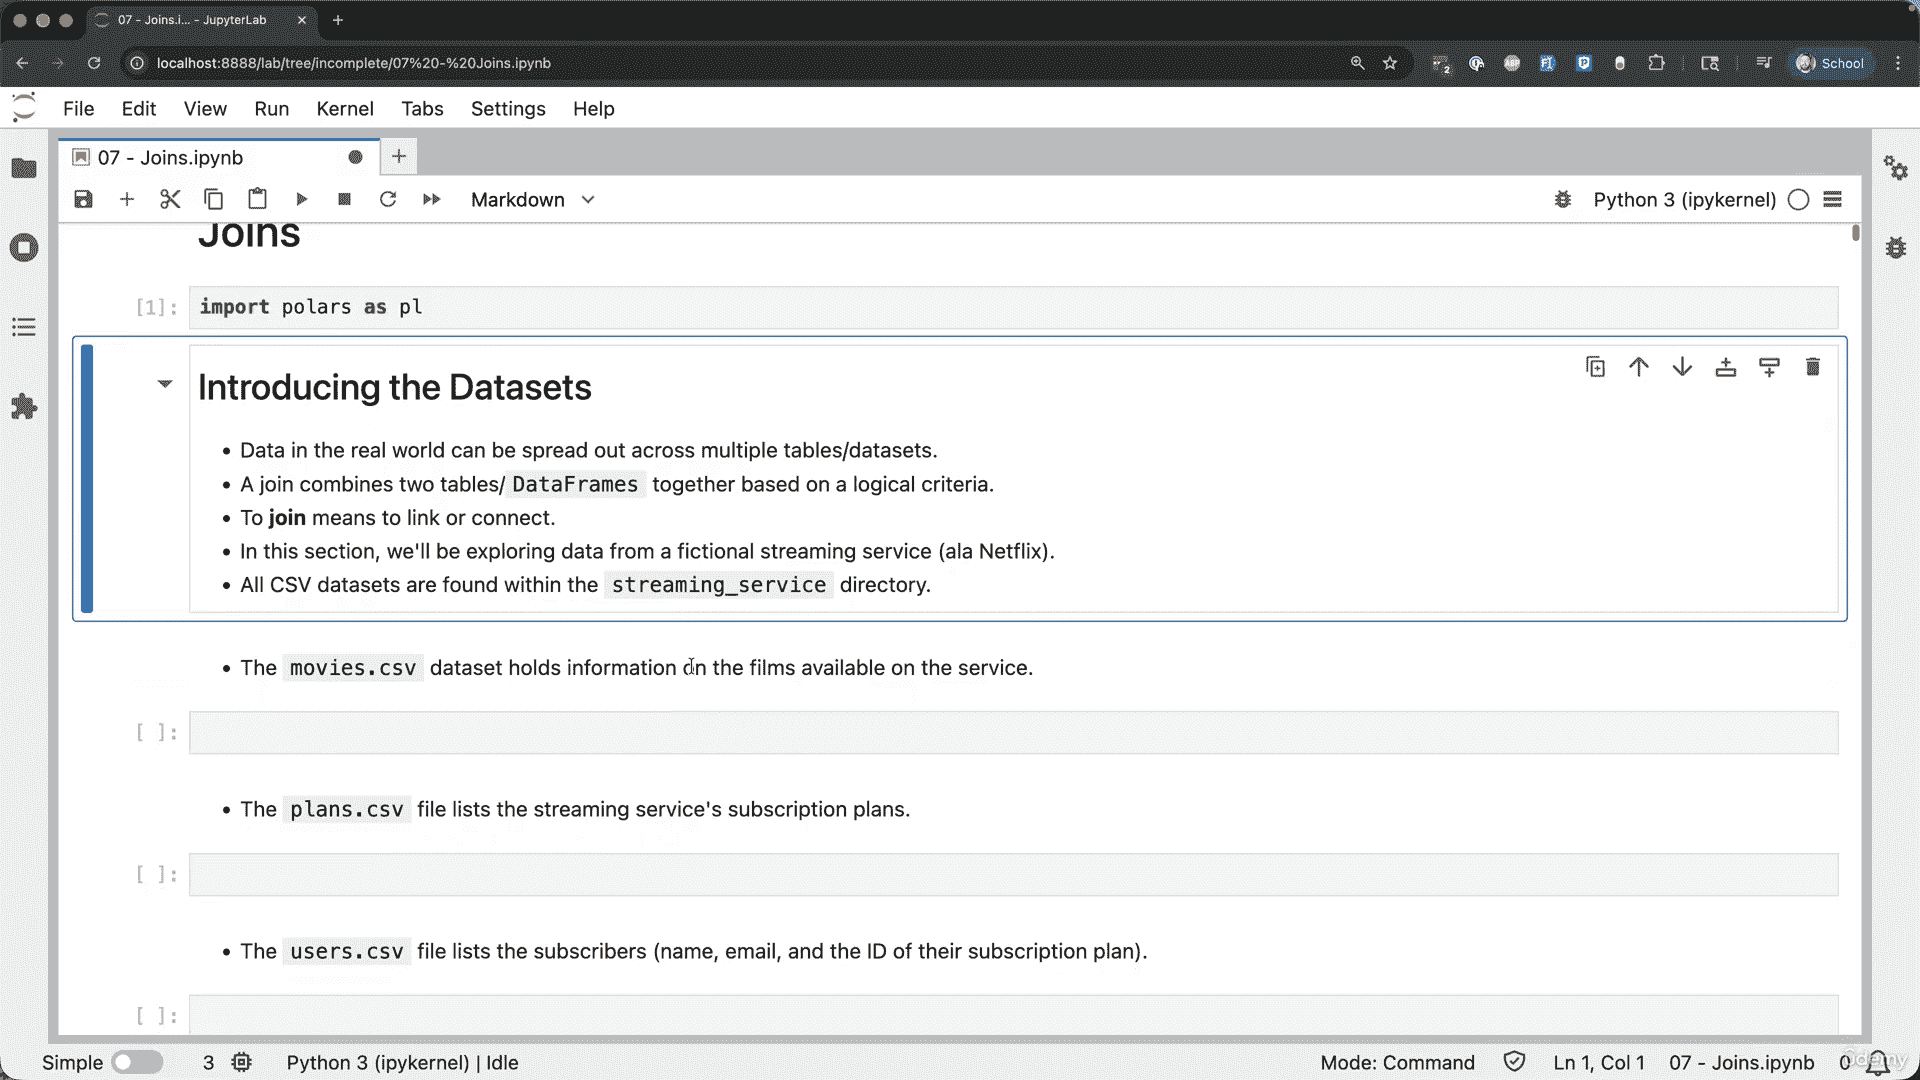 07 - Joins.i... - JupyterLab
localhost:8888/lab/tree/incomplete/07%20-%20Joins.ipynb
2
School
File Edit View Run Kernel Tabs Settings Help
07 - Joins.ipynb
Markdown
Python 3 (ipykernel)
Joins
[1]: import polars as pl
Introducing the Datasets
• Data in the real world can be spread out across multiple tables/datasets.
• A join combines two tables/ DataFrames together based on a logical criteria.
• To join means to link or connect.
• In this section, we'll be exploring data from a fictional streaming service (ala Netflix).
• All CSV datasets are found within the streaming_service directory.
• The movies.csv dataset holds information on the films available on the service.
[ ]:
• The plans.csv file lists the streaming service's subscription plans.
[ ]:
• The users.csv file lists the subscribers (name, email, and the ID of their subscription plan).
[ ]:
Simple 3 Python 3 (ipykernel) | Idle Mode: Command Ln 1, Col 1 07 - Joins.ipynb 0
Udemy